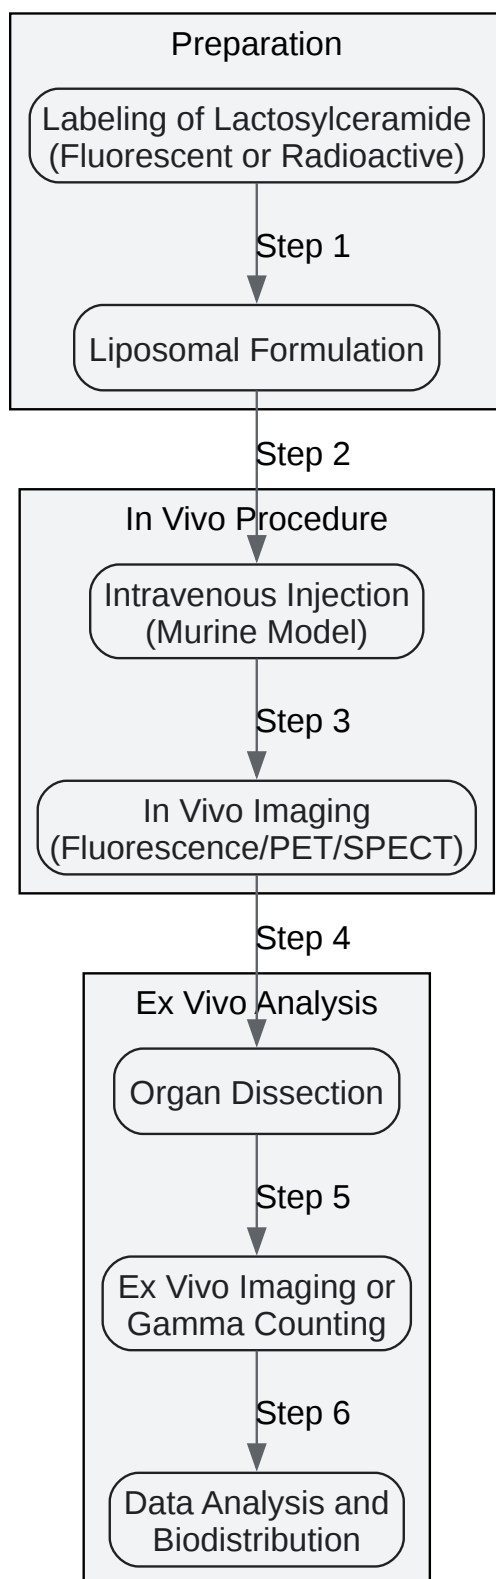 Preparation
Labeling of Lactosylceramide
(Fluorescent or Radioactive)
Step 1
Liposomal Formulation
Step 2
In Vivo Procedure
Intravenous Injection
(Murine Model)
Step 3
In Vivo Imaging
(Fluorescence/PET/SPECT)
Step 4
Ex Vivo Analysis
Organ Dissection
Step 5
Ex Vivo Imaging or
Gamma Counting
Step 6
Data Analysis and
Biodistribution